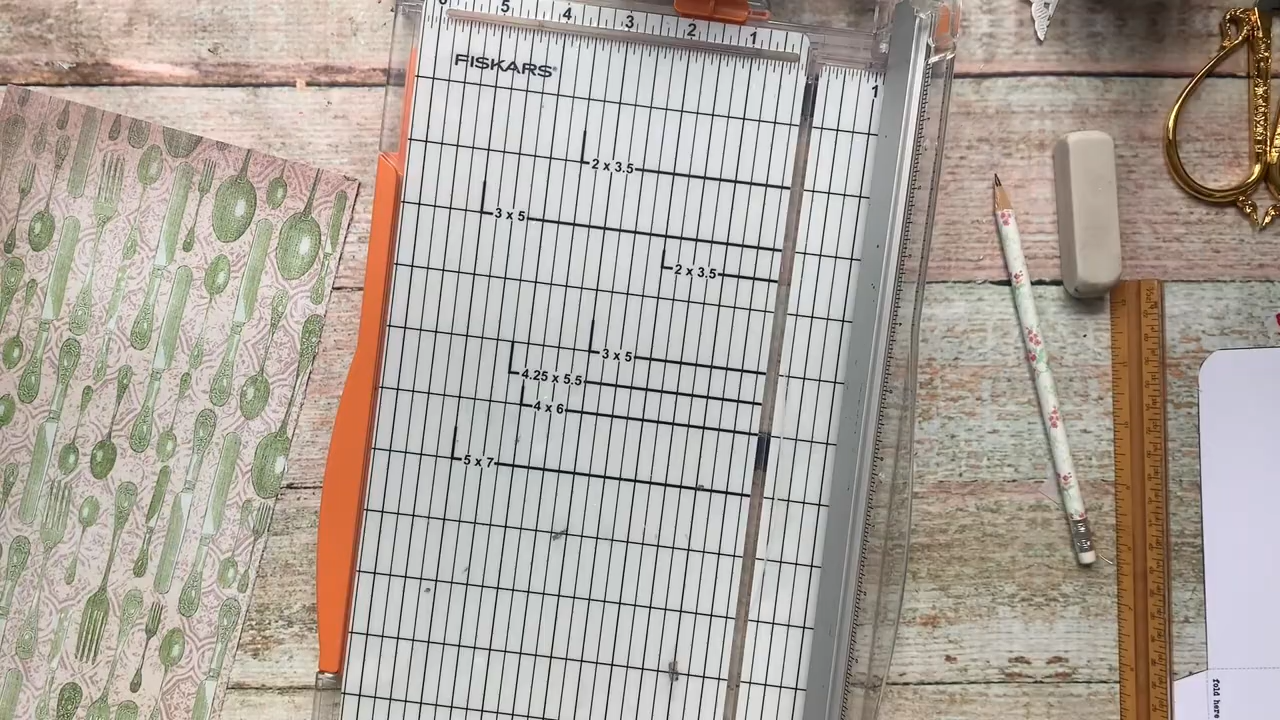 6 5 4 3 2 1
FISKARS®
1
2 x 3.5
3 x 5
2 x 3.5
3 x 5
4.25 x 5.5
4 x 6
5 x 7
fold here